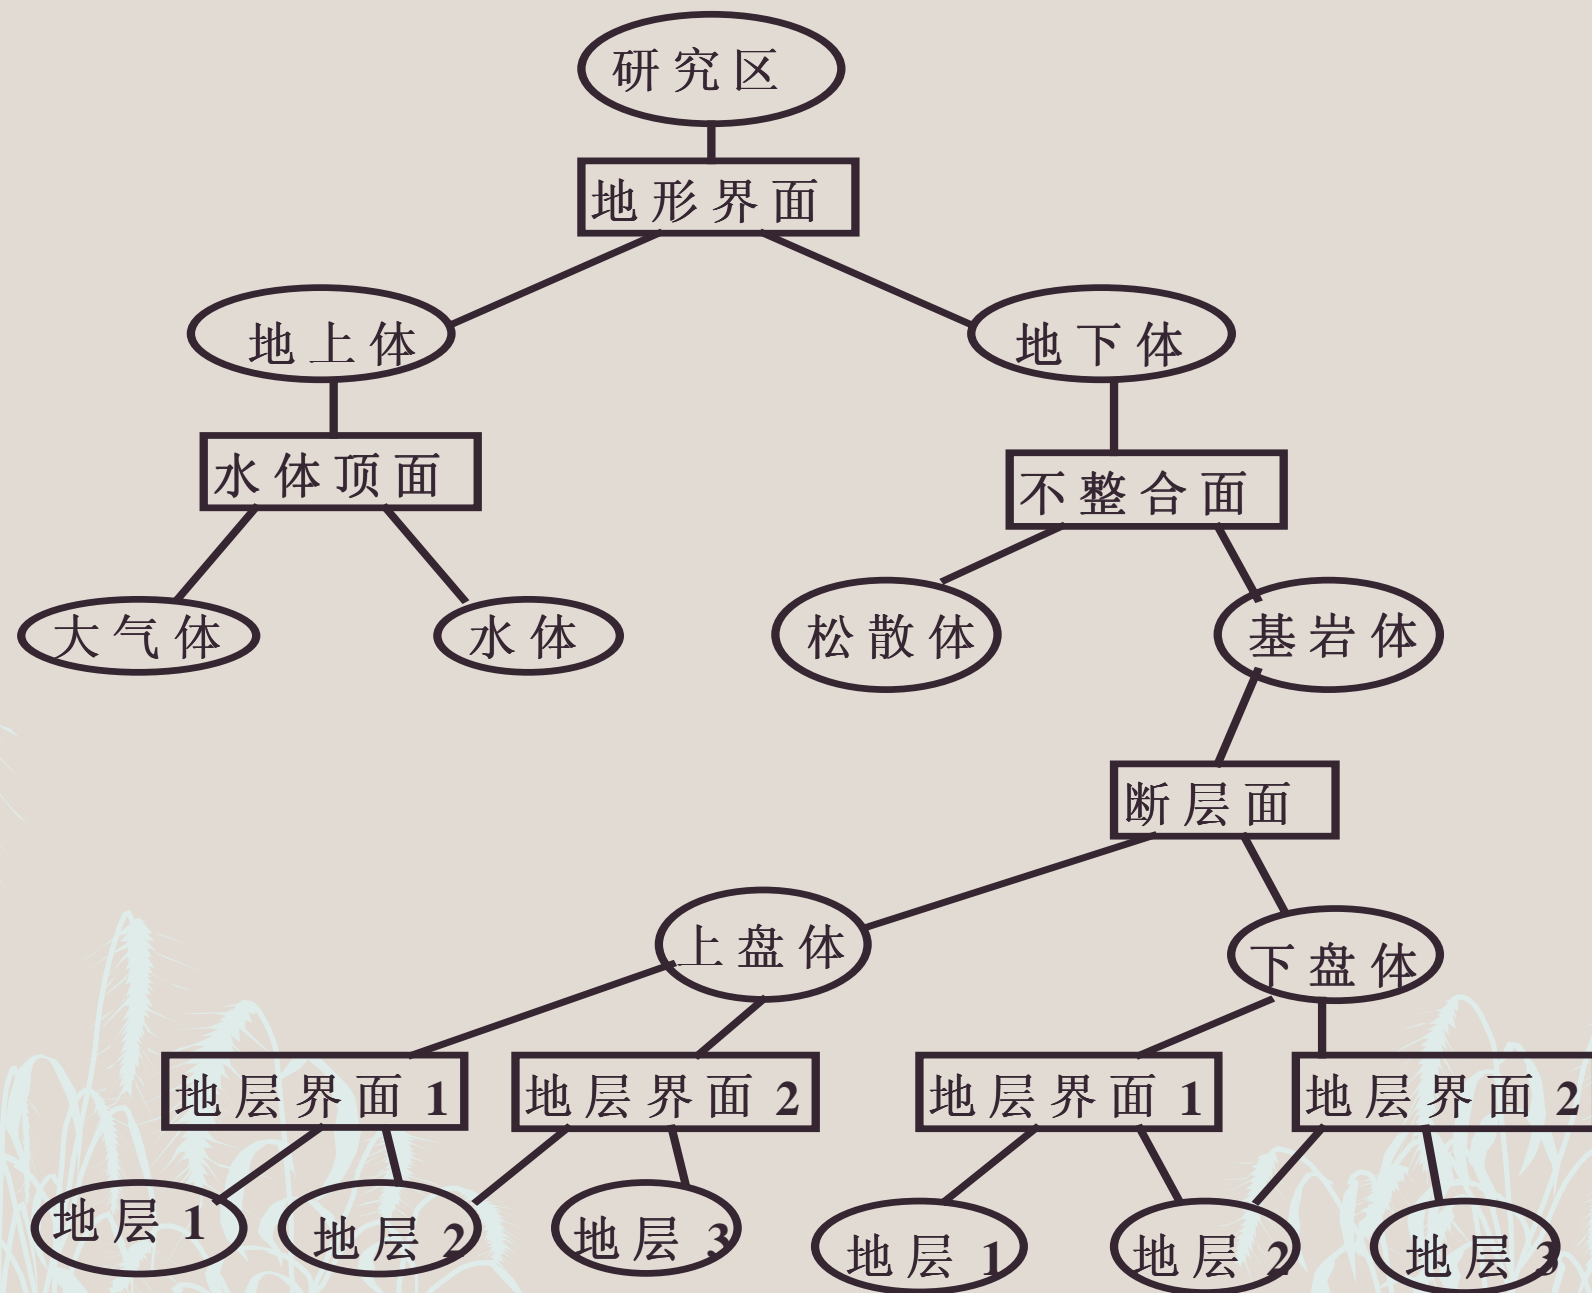 研究区
地形界面
地上体
地下体
水体顶面
不整合面
大气体
水体
松散体
基岩体
断层面
上盘体
下盘体
地层界面1
地层界面2
地层界面1
地层界面2
地层1
地层2
地层3
地层1
地层2
地层3